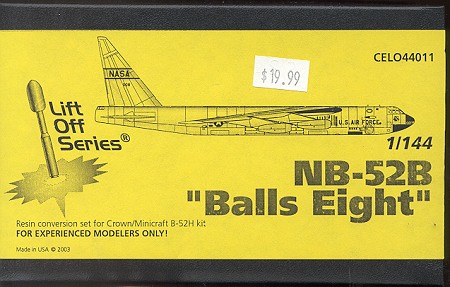 CELO44011
$19.99
NASA
008
U.S. AIR FORCE
Lift
Off
Series®
1/144
NB-52B
"Balls Eight"
Resin conversion set for Crown/Minicraft B-52H kit
FOR EXPERIENCED MODELERS ONLY!
Made in USA © 2003